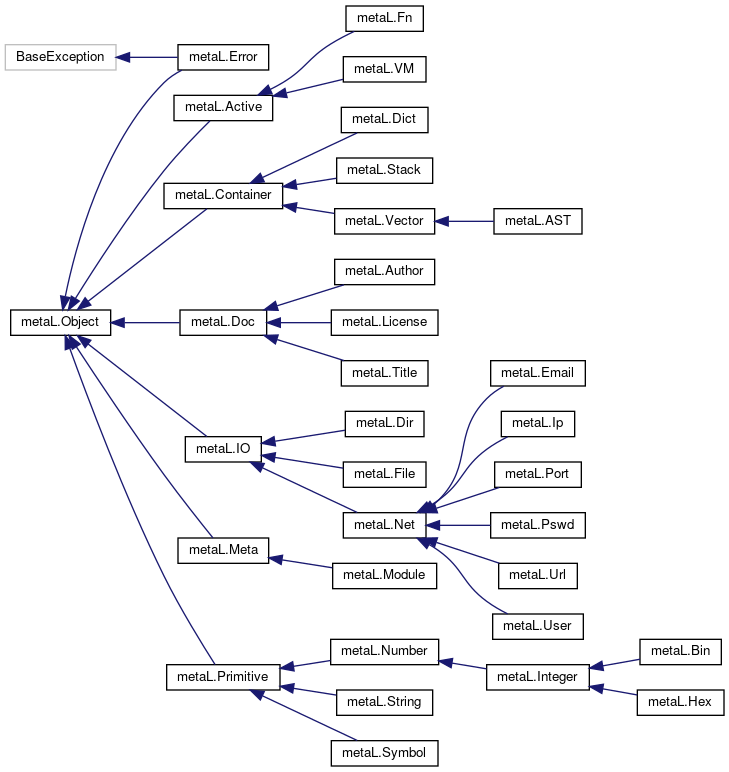 metaL.Fn
BaseException
metaL.Error
metaL.VM
metaL.Active
metaL.Dict
metaL.Stack
metaL.Container
metaL.Vector
metaL.AST
metaL.Author
metaL.Object
metaL.Doc
metaL.License
metaL.Title
metaL.Email
metaL.Dir
metaL.Ip
metaL.IO
metaL.File
metaL.Port
metaL.Net
metaL.Pswd
metaL.Meta
metaL.Module
metaL.Url
metaL.User
metaL.Number
metaL.Bin
metaL.Primitive
metaL.Integer
metaL.String
metaL.Hex
metaL.Symbol